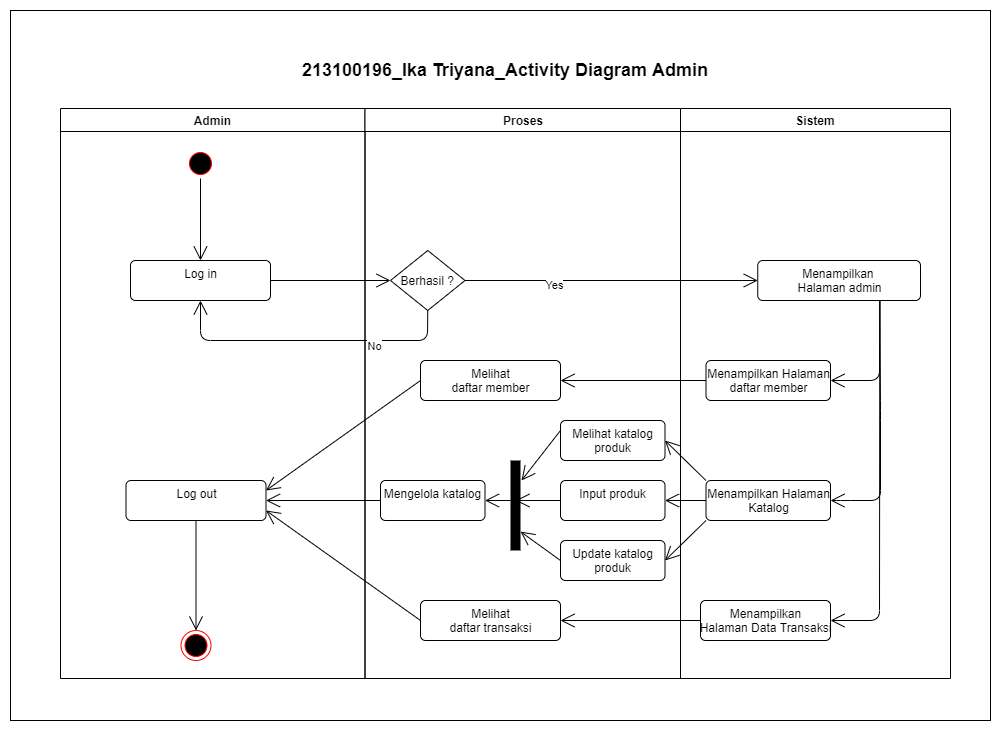 213100196_Ika Triyana_Activity Diagram Admin
Admin
Proses
Sistem
Log in
Berhasil ?
Yes
Menampilkan
Halaman admin
No
Melihat
daftar member
Menampilkan Halaman
daftar member
Melihat katalog
produk
Log out
Mengelola katalog
Input produk
Menampilkan Halaman
Katalog
Update katalog
produk
Melihat
daftar transaksi
Menampilkan
Halaman Data Transaksi